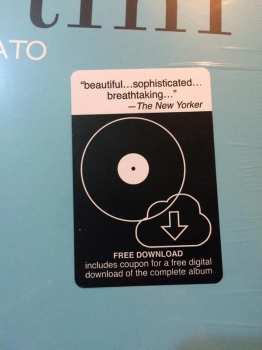 ATO
"beautiful...sophisticated...
breathtaking..."
—The New Yorker
FREE DOWNLOAD
includes coupon for a free digital
download of the complete album